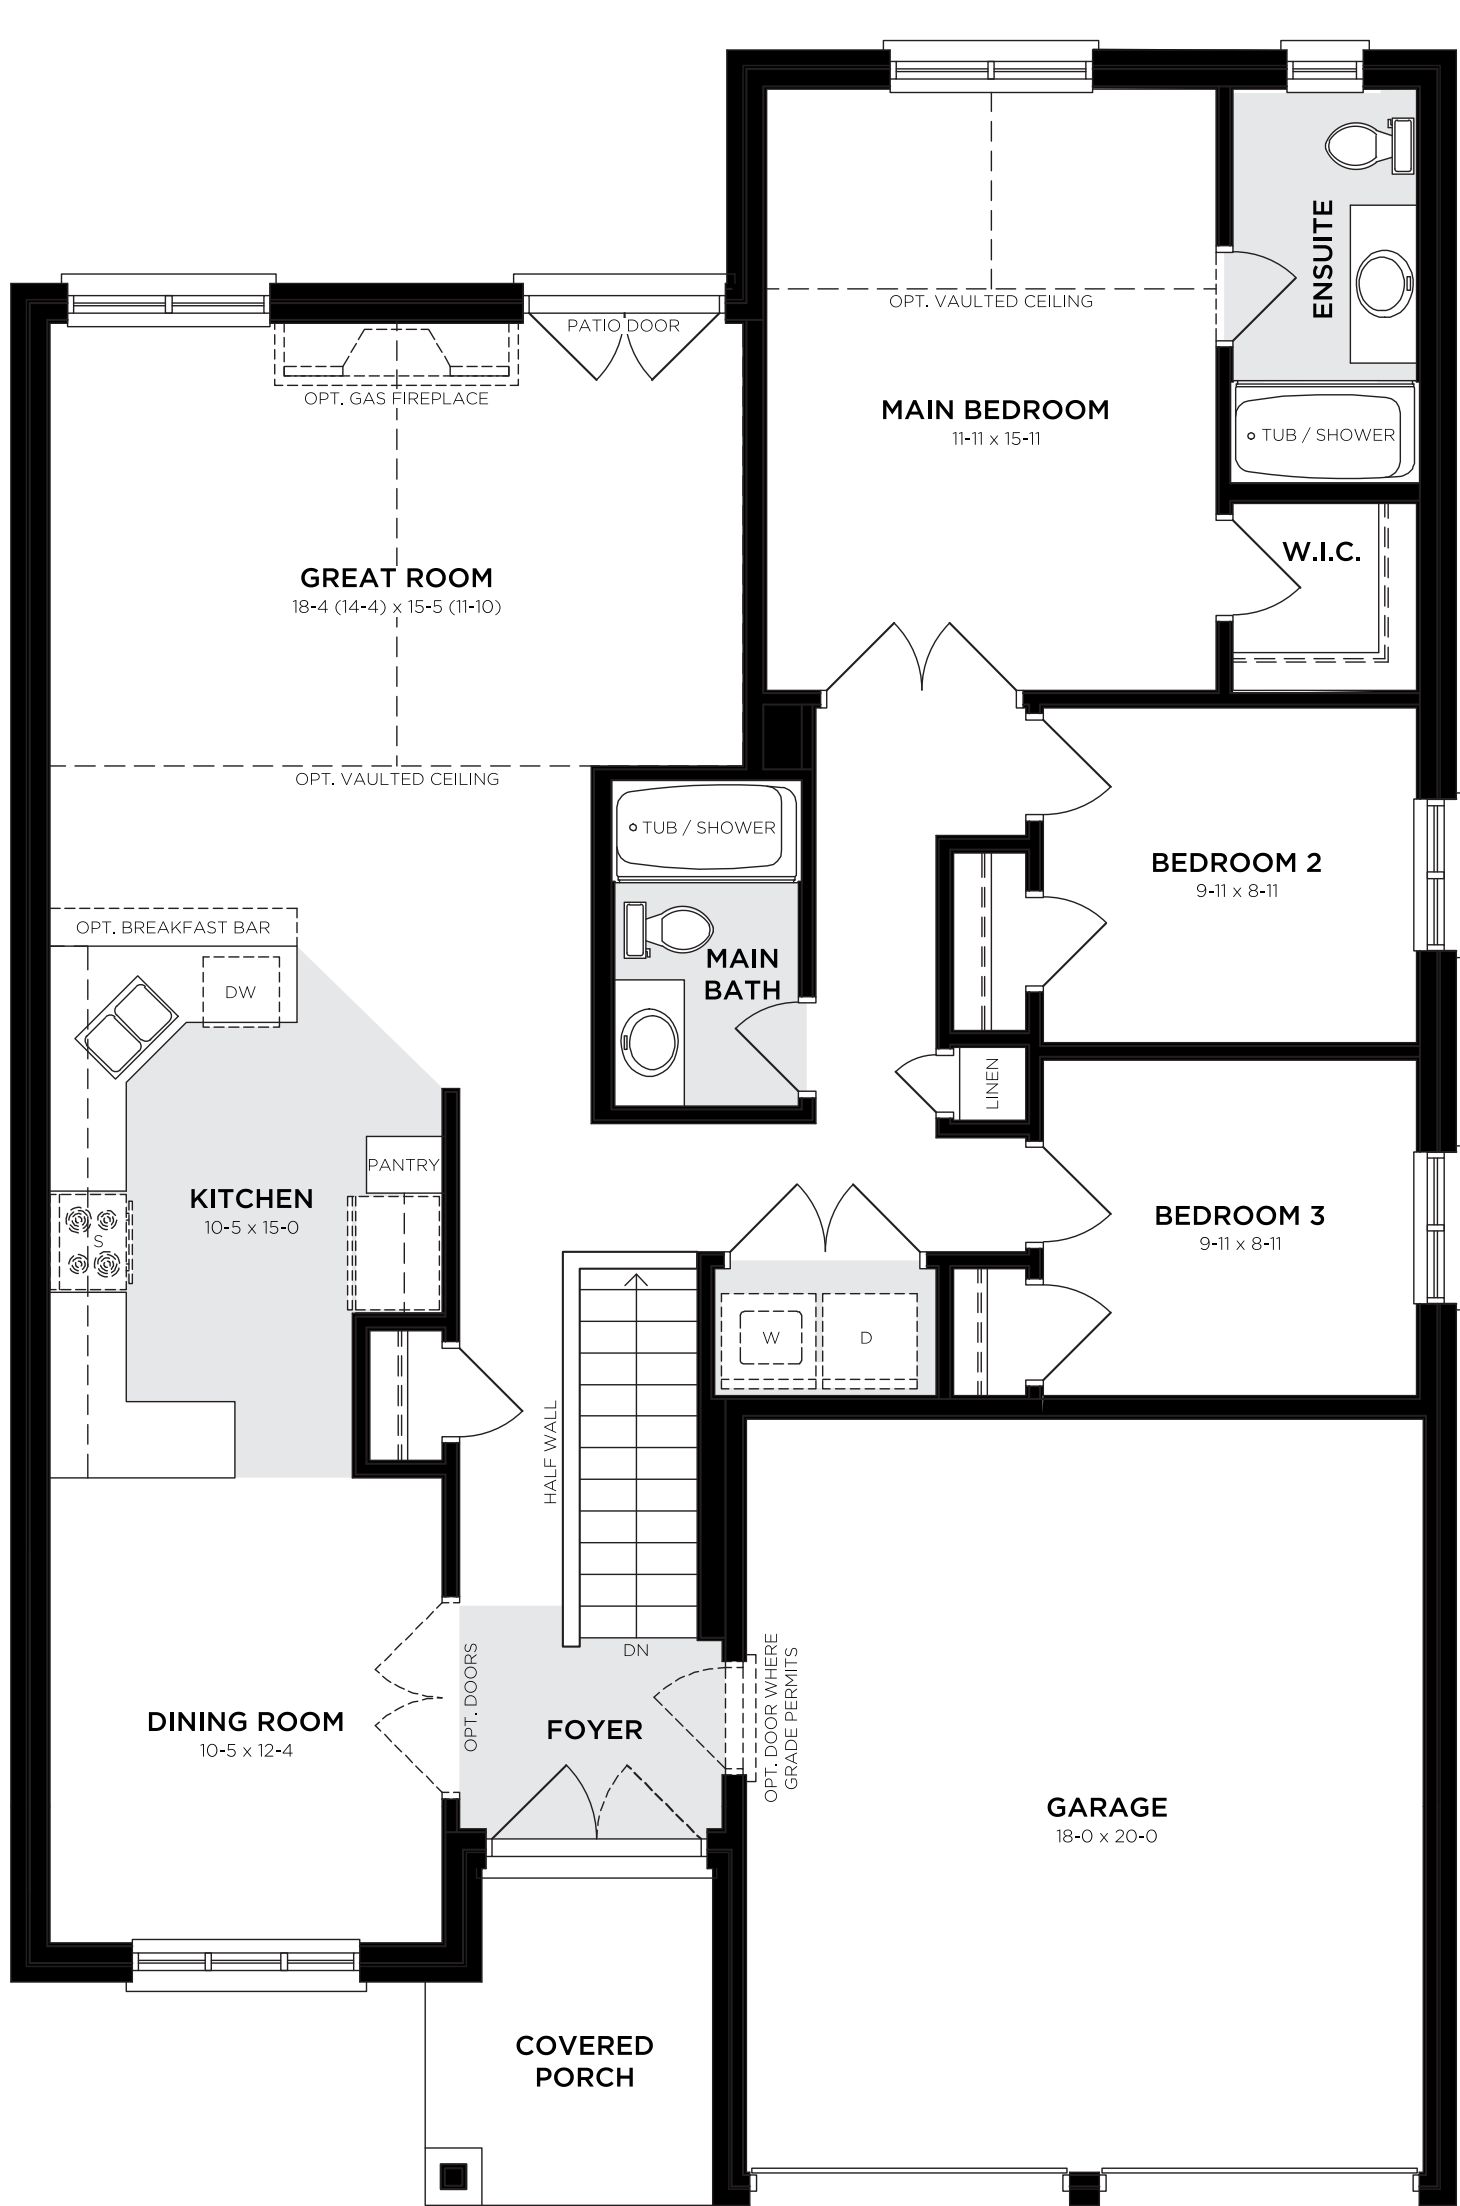 ENSUITE
OPT. VAULTED CEILING
PATIO DOOR
OPT. GAS FIREPLACE
MAIN BEDROOM
11-11 x 15-11
TUB / SHOWER
W.I.C.
GREAT ROOM
18-4 (14-4) x 15-5 (11-10)
OPT. VAULTED CEILING
TUB / SHOWER
BEDROOM 2
9-11 x 8-11
OPT. BREAKFAST BAR
DW
MAIN
BATH
LINEN
PANTRY
KITCHEN
10-5 x 15-0
S
BEDROOM 3
9-11 x 8-11
W
D
HALF WALL
DN
OPT. DOORS
OPT. DOOR WHERE
GRADE PERMITS
DINING ROOM
10-5 x 12-4
FOYER
GARAGE
18-0 x 20-0
COVERED
PORCH